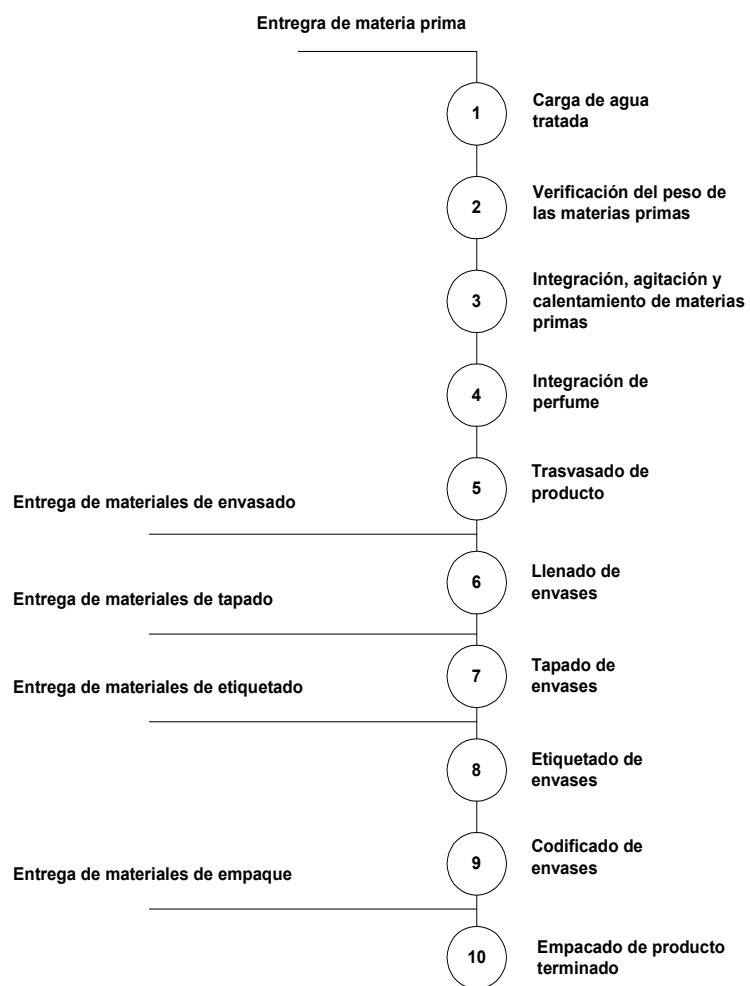 Entregra de materia prima
1
Carga de agua
tratada
2
Verificación del peso de
las materias primas
3
Integración, agitación y
calentamiento de materias
primas
4
Integración de
perfume
5
Trasvasado de
producto
Entrega de materiales de envasado
6
Llenado de
envases
Entrega de materiales de tapado
7
Tapado de
envases
Entrega de materiales de etiquetado
8
Etiquetado de
envases
9
Codificado de
envases
Entrega de materiales de empaque
10
Empacado de producto
terminado